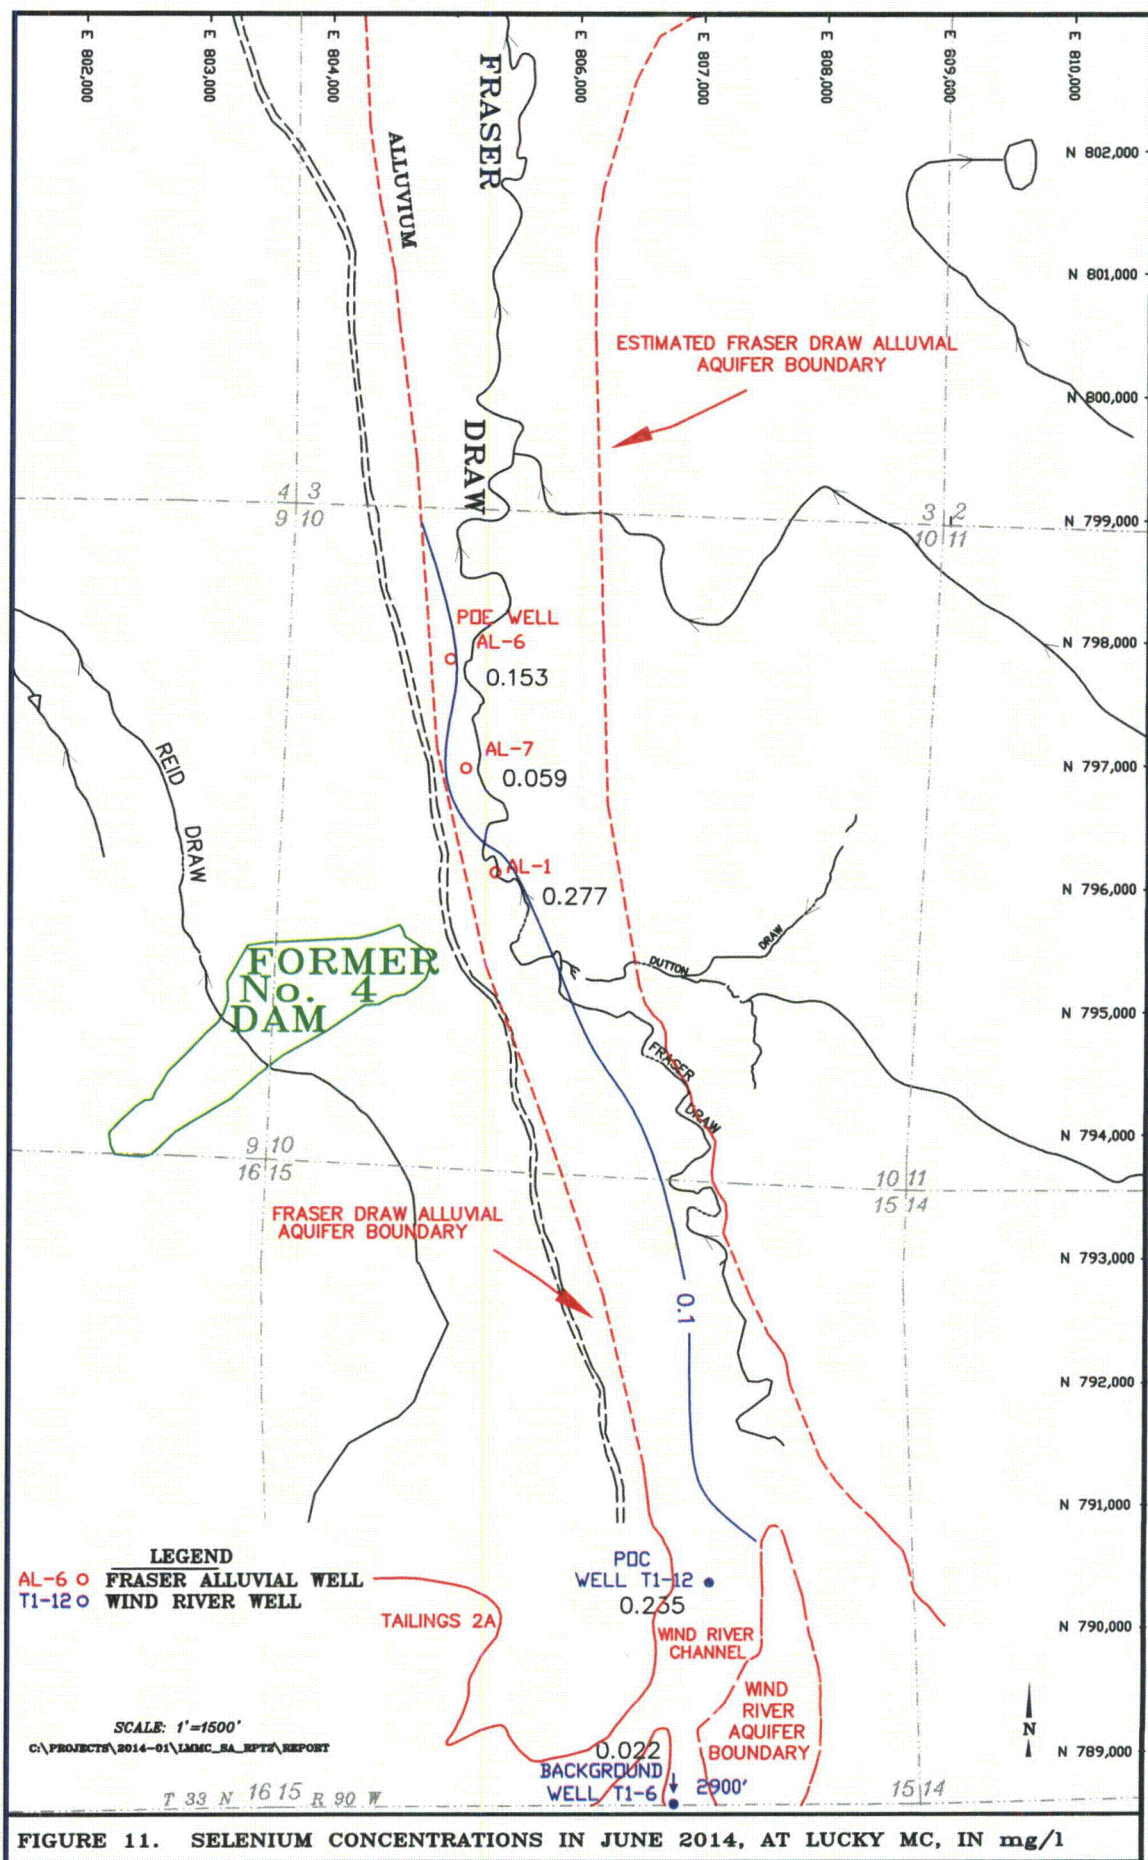 E 802,000
E 803,000
E 804,000
E 806,000
E 807,000
E 808,000
E 809,000
E 810,000
N 802,000
N 801,000
N 800,000
N 799,000
N 798,000
N 797,000
N 796,000
N 795,000
N 794,000
N 793,000
N 792,000
N 791,000
N 790,000
N 789,000
ALLUVIUM
FRASER
DRAW
ESTIMATED FRASER DRAW ALLUVIAL
AQUIFER BOUNDARY
4 3
9 10
3 2
10 11
POE WELL
AL-6
0.153
AL-7
0.059
AL-1
0.277
REID
DRAW
FORMER
No. 4
DAM
DUTTON
DRAW
FRASER
DRAW
9 10
16 15
10 11
15 14
FRASER DRAW ALLUVIAL
AQUIFER BOUNDARY
0.1
LEGEND
AL-6 FRASER ALLUVIAL WELL
T1-12 WIND RIVER WELL
TAILINGS 2A
POC
WELL T1-12
0.235
WIND RIVER
CHANNEL
WIND
RIVER
AQUIFER
BOUNDARY
0.022
BACKGROUND
WELL T1-6
2900'
N
SCALE: 1'=1500'
C:\PROJECTS\2014-01\LMMC_SA_RPT2\REPORT
T 33 N 16 15 R 90 W
15 14
FIGURE 11. SELENIUM CONCENTRATIONS IN JUNE 2014, AT LUCKY MC, IN mg/l